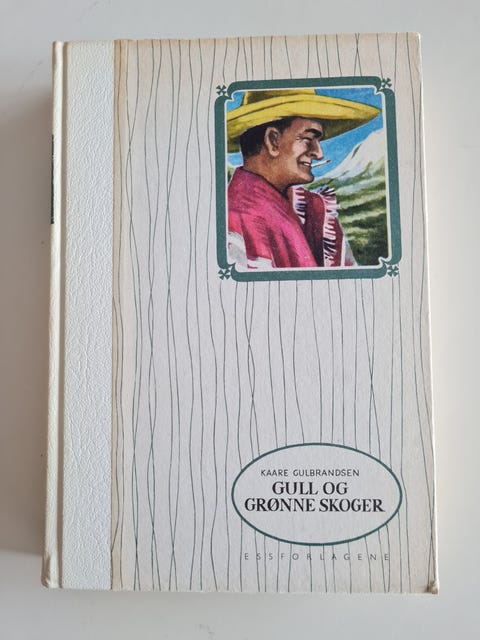 KAARE GULBRANDSEN
GULL OG
GRØNNE SKOGER
ESSFORLAGENE